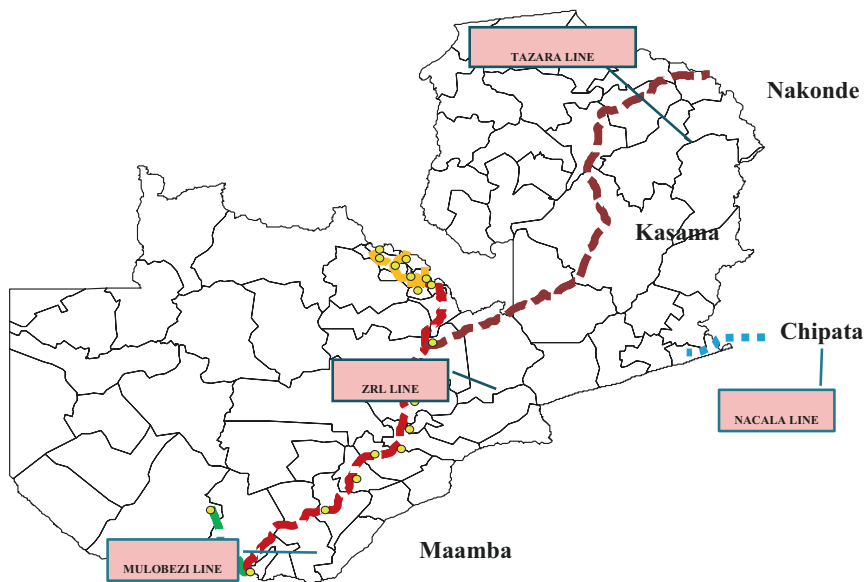 TAZARA LINE
Nakonde
Kasama
Chipata
ZRL LINE
NACALA LINE
Maamba
MULOBEZI LINE